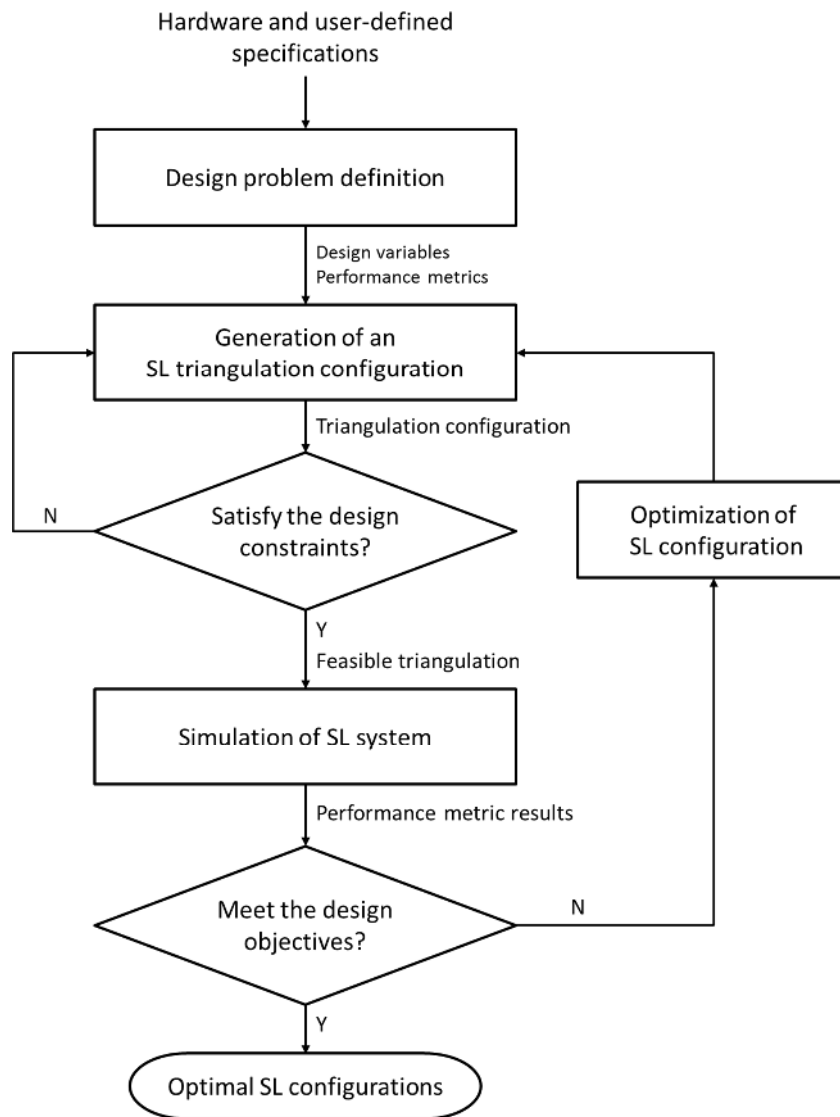 Hardware and user-defined
specifications
Design problem definition
Design variables
Performance metrics
Generation of an
SL triangulation configuration
Triangulation configuration
N
Satisfy the design
constraints?
Optimization of
SL configuration
Y
Feasible triangulation
Simulation of SL system
Performance metric results
Meet the design
objectives?
N
Y
Optimal SL configurations